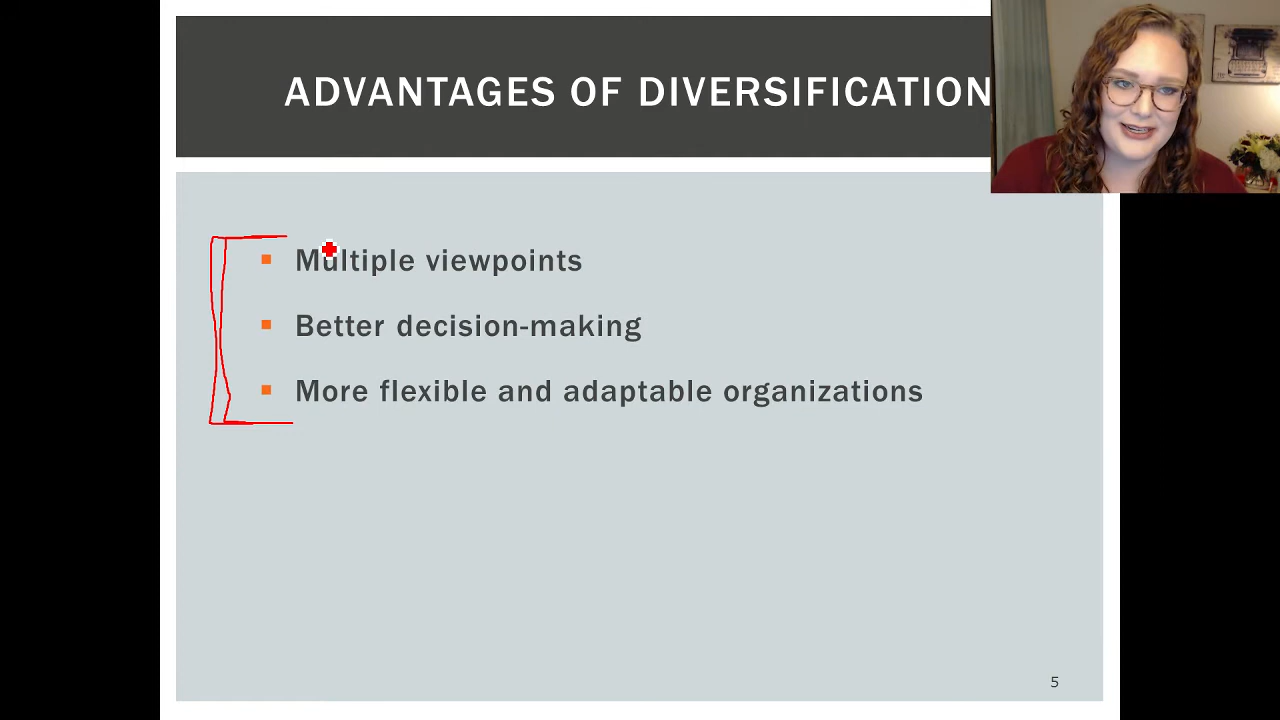 ADVANTAGES OF DIVERSIFICATION
Multiple viewpoints
Better decision-making
More flexible and adaptable organizations
5